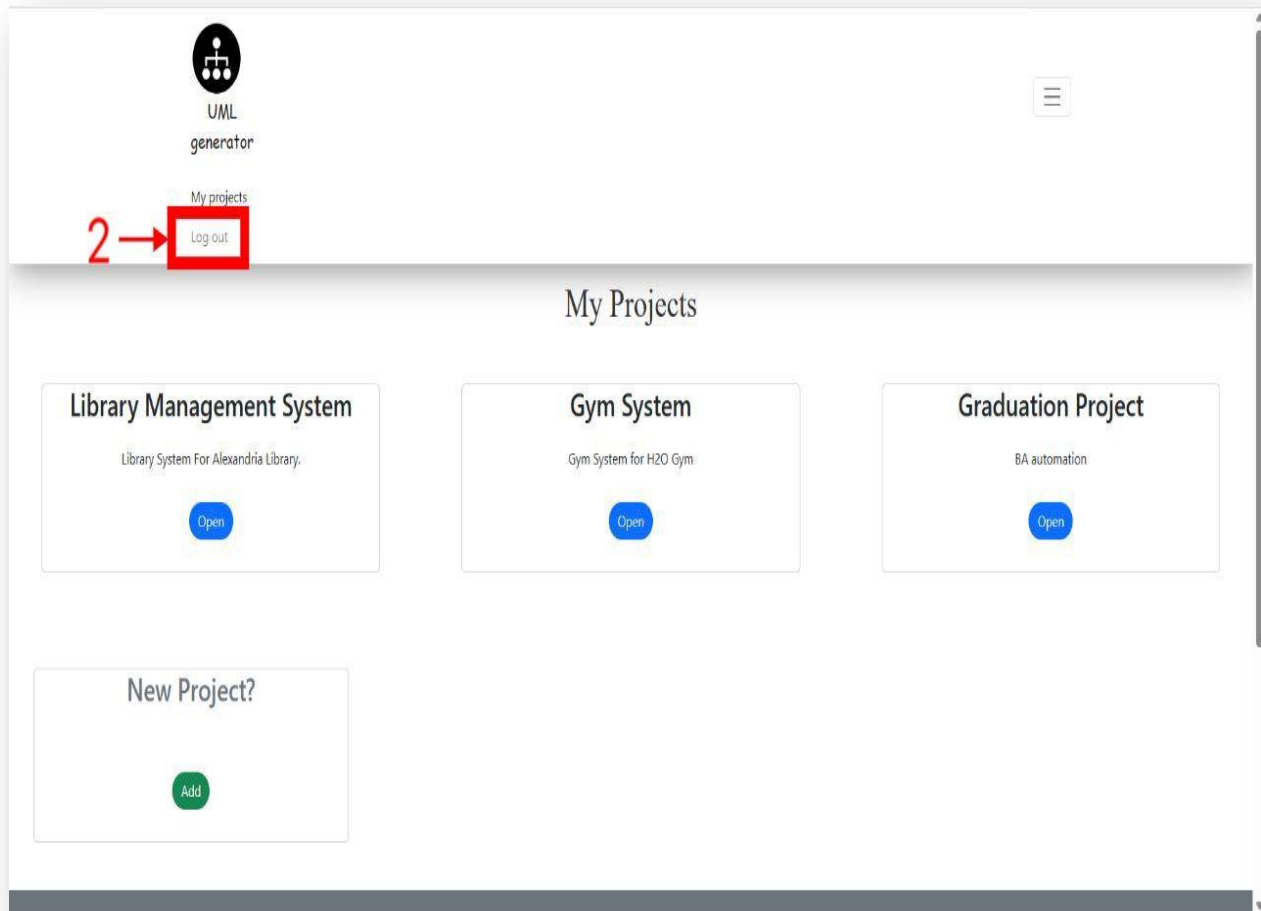 UML
generator
My projects
2
Log out
My Projects
Library Management System
Library System For Alexandria Library.
Open
Gym System
Gym System for H2O Gym
Open
Graduation Project
BA automation
Open
New Project?
Add